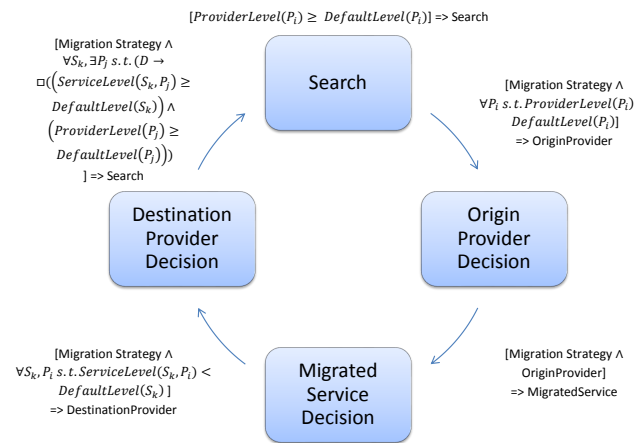 [ProviderLevel(P_i) ≥ DefaultLevel(P_i)] => Search
[Migration Strategy ∧
∀S_k, ∃P_j s.t. (D →
□((ServiceLevel(S_k, P_j) ≥
DefaultLevel(S_k)) ∧
(ProviderLevel(P_j) ≥
DefaultLevel(P_j)))
] => Search
Search
[Migration Strategy ∧
∀P_i s.t. ProviderLevel(P_i)
DefaultLevel(P_i)]
=> OriginProvider
Destination
Provider
Decision
Origin
Provider
Decision
[Migration Strategy ∧
∀S_k, P_i s.t. ServiceLevel(S_k, P_i) <
DefaultLevel(S_k) ]
=> DestinationProvider
Migrated
Service
Decision
[Migration Strategy ∧
OriginProvider]
=> MigratedService